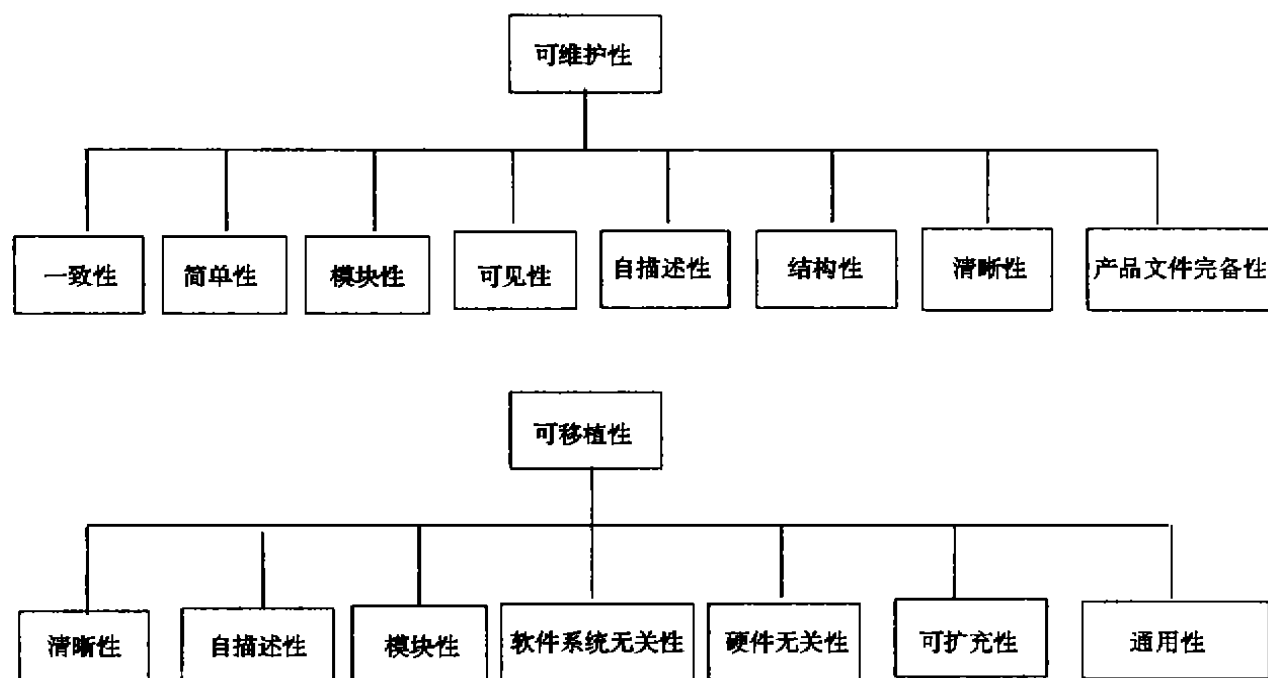 可维护性
一致性
简单性
模块性
可见性
自描述性
结构性
清晰性
产品文件完备性
可移植性
清晰性
自描述性
模块性
软件系统无关性
硬件无关性
可扩充性
通用性